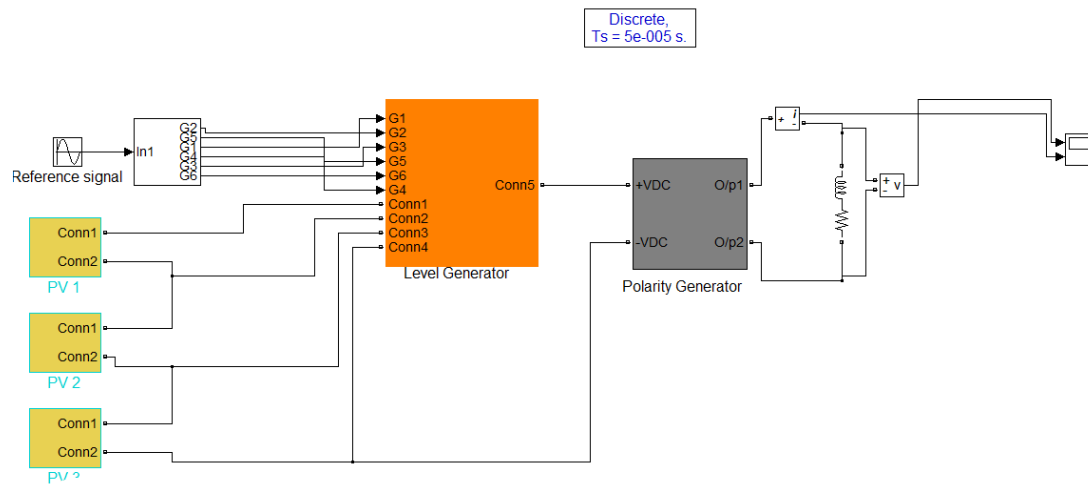 Discrete,
Ts = 5e-005 s.
Reference signal
In1
G2
G5
G1
G4
G3
G6
G1
G2
G3
G5
G6
G4
Conn1
Conn2
Conn3
Conn4
Conn5
Level Generator
+VDC
-VDC
O/p1
O/p2
Polarity Generator
+
i
-
+
-
v
Conn1
Conn2
PV 1
Conn1
Conn2
PV 2
Conn1
Conn2
PV 3